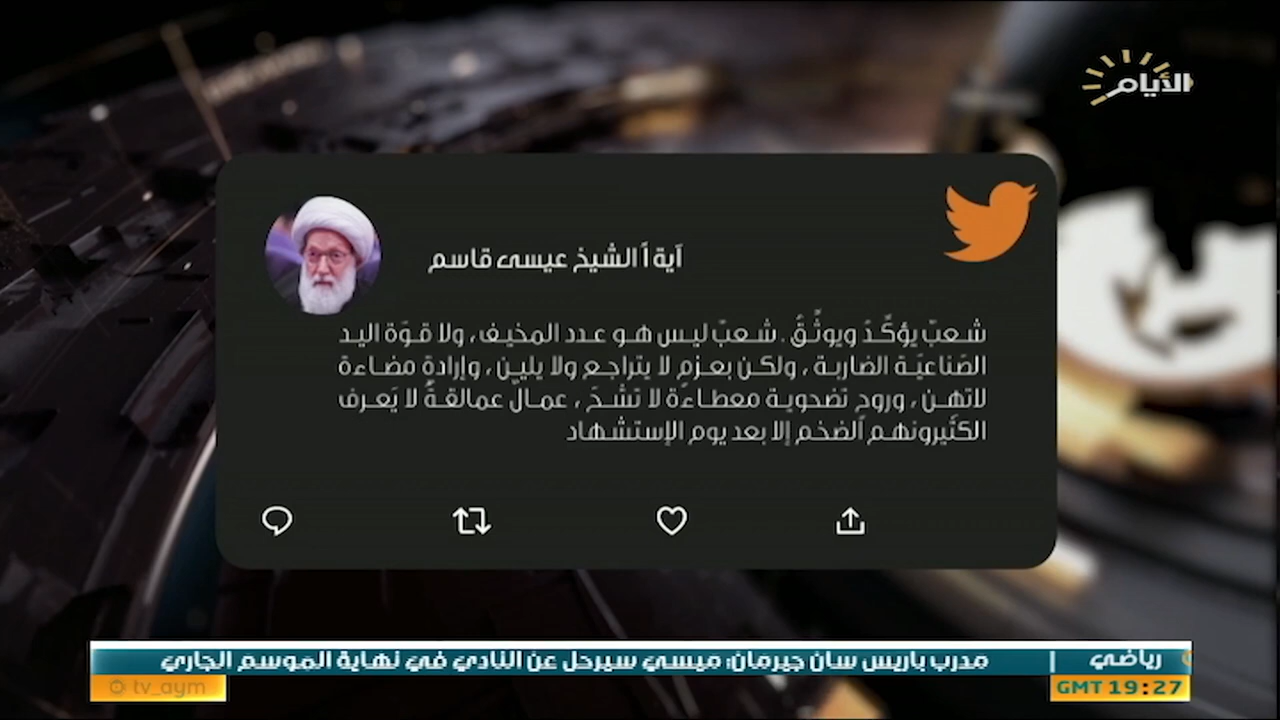 الأيام
آية أ الشيخ عيسى قاسم
شعبٌ يؤكِّدُ ويوثِّقُ . شعبٌ ليس هو عدد المخيف ، ولا قوّة اليد
الصّناعيّة الضاربة ، ولكن بعزمٍ لا يتراجع ولا يلين ، وإرادةٍ مضاءة
لاتهن ، وروح تضحوية معطاءَة لا تشحّ ، عمالٌ عمالقةٌ لا يَعرف
الكثيرونهم الضخم إلا بعد يوم الإستشهاد
رياضي | مدرب باريس سان جيرمان: ميسي سيرحل عن النادي في نهاية الموسم الجاري
GMT 19:27
tv_aym